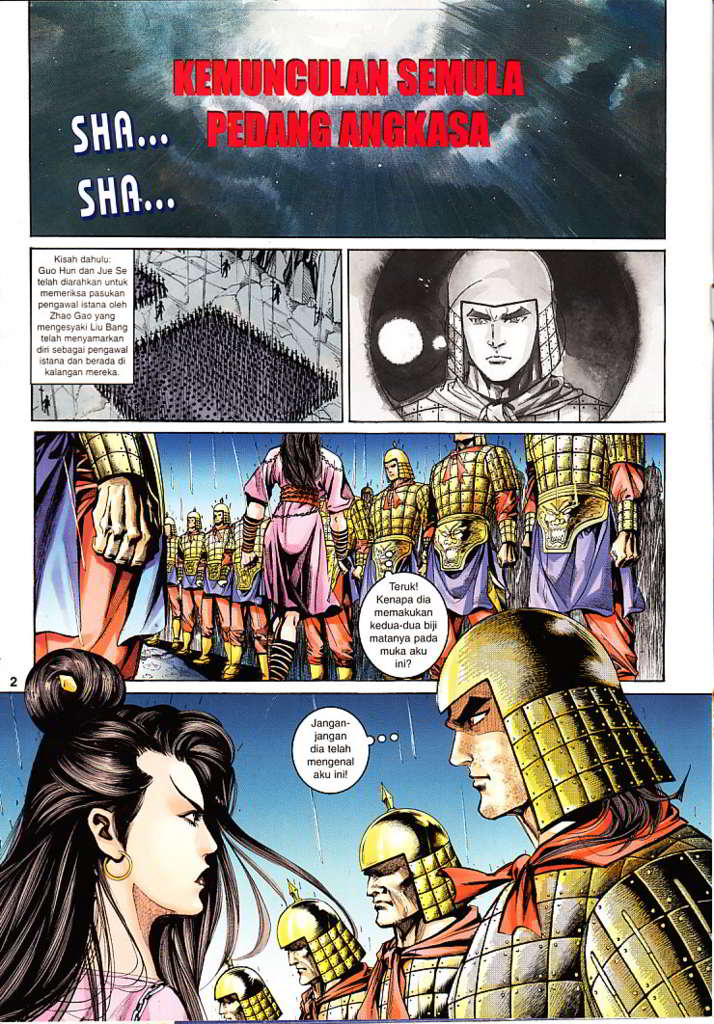 KEMUNCULAN SEMULA
PEDANG ANGKASA
SHA...
SHA...
Kisah dahulu:
Guo Hun dan Jue Se
telah diarahkan untuk
memeriksa pasukan
pengawal istana oleh
Zhao Gao yang
mengesyaki Liu Bang
telah menyamarkan
diri sebagai pengawal
istana dan berada di
kalangan mereka.
Teruk!
Kenapa dia
memakukan
kedua-dua biji
matanya pada
muka aku
ini?
2
Jangan-
jangan
dia telah
mengenal
aku ini!